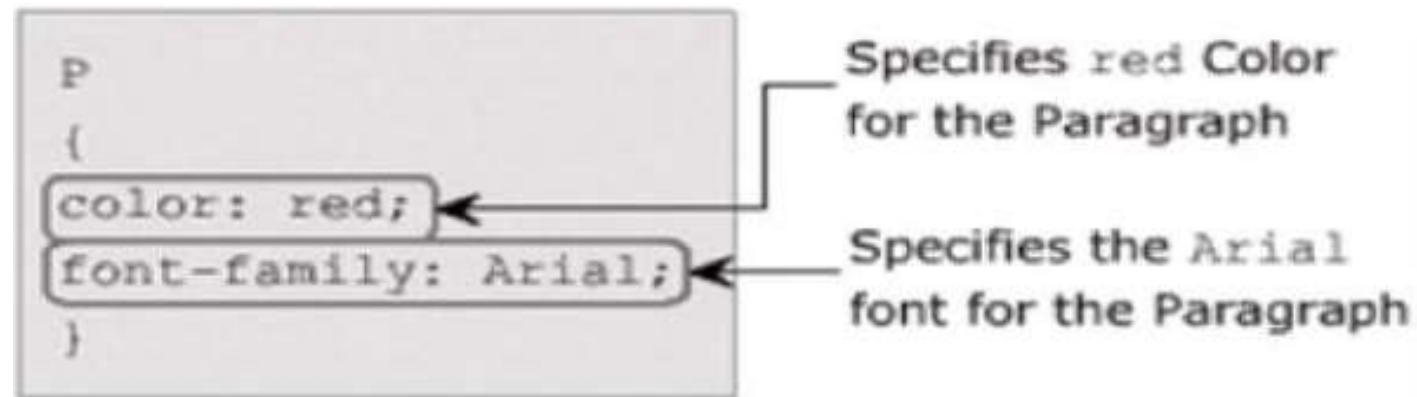 P
{
color: red;
font-family: Arial;
}
Specifies red Color
for the Paragraph
Specifies the Arial
font for the Paragraph